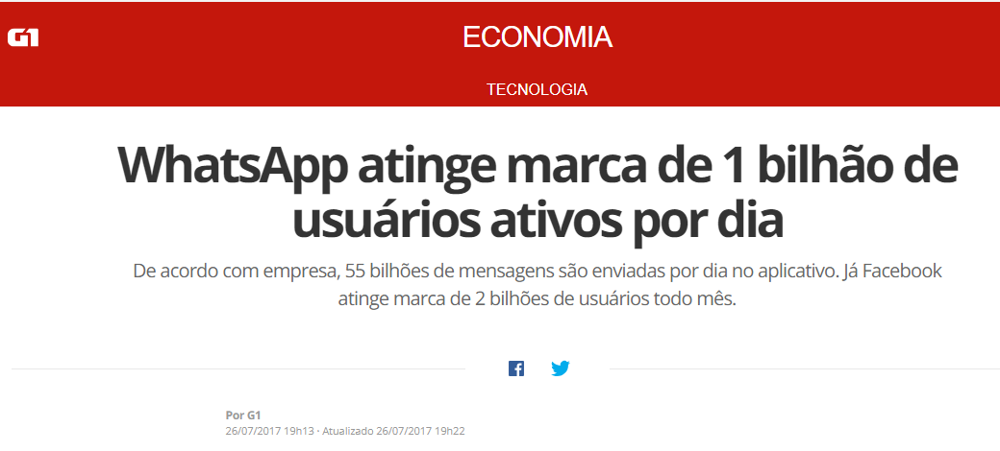 G1
ECONOMIA
TECNOLOGIA
WhatsApp atinge marca de 1 bilhão de
usuários ativos por dia
De acordo com empresa, 55 bilhões de mensagens são enviadas por dia no aplicativo. Já Facebook
atinge marca de 2 bilhões de usuários todo mês.
Por G1
26/07/2017 19h13 · Atualizado 26/07/2017 19h22